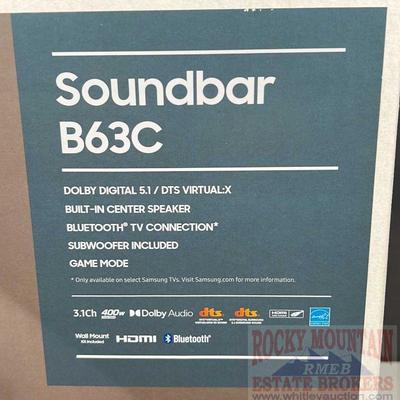 Soundbar
B63C
DOLBY DIGITAL 5.1 / DTS VIRTUAL:X
BUILT-IN CENTER SPEAKER
BLUETOOTH® TV CONNECTION*
SUBWOOFER INCLUDED
GAME MODE
* Only available on select Samsung TVs. Visit Samsung.com for more information.
3.1Ch 400W Dolby Audio dts dts HDMI
Wall Mount
Kit Included HDMI Bluetooth®
ROCKY MOUNTAIN
RMEB
ESTATE BROKERS
WWW.WHITLEYAUCTION.COM